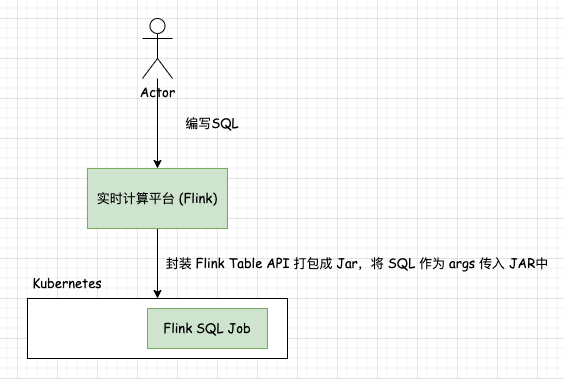 Actor
编写SQL
实时计算平台 (Flink)
封装 Flink Table API 打包成 Jar，将 SQL 作为 args 传入 JAR中
Kubernetes
Flink SQL Job